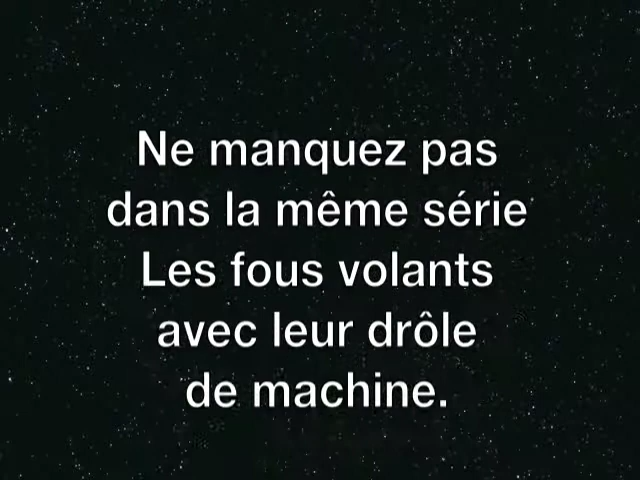 Ne manquez pas
dans la même série
Les fous volants
avec leur drôle
de machine.